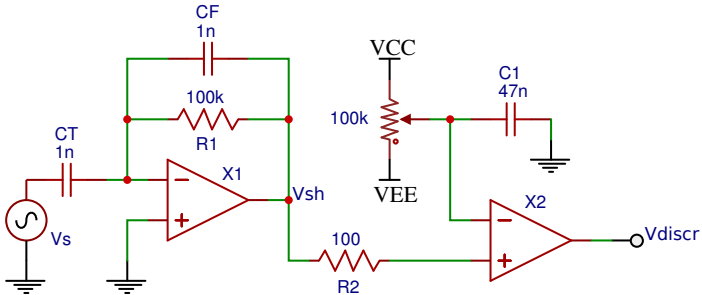 CF
1n
VCC
C1
47n
100k
R1
100k
CT
1n
X1
VEE
Vsh
X2
Vs
Vdiscr
100
R2